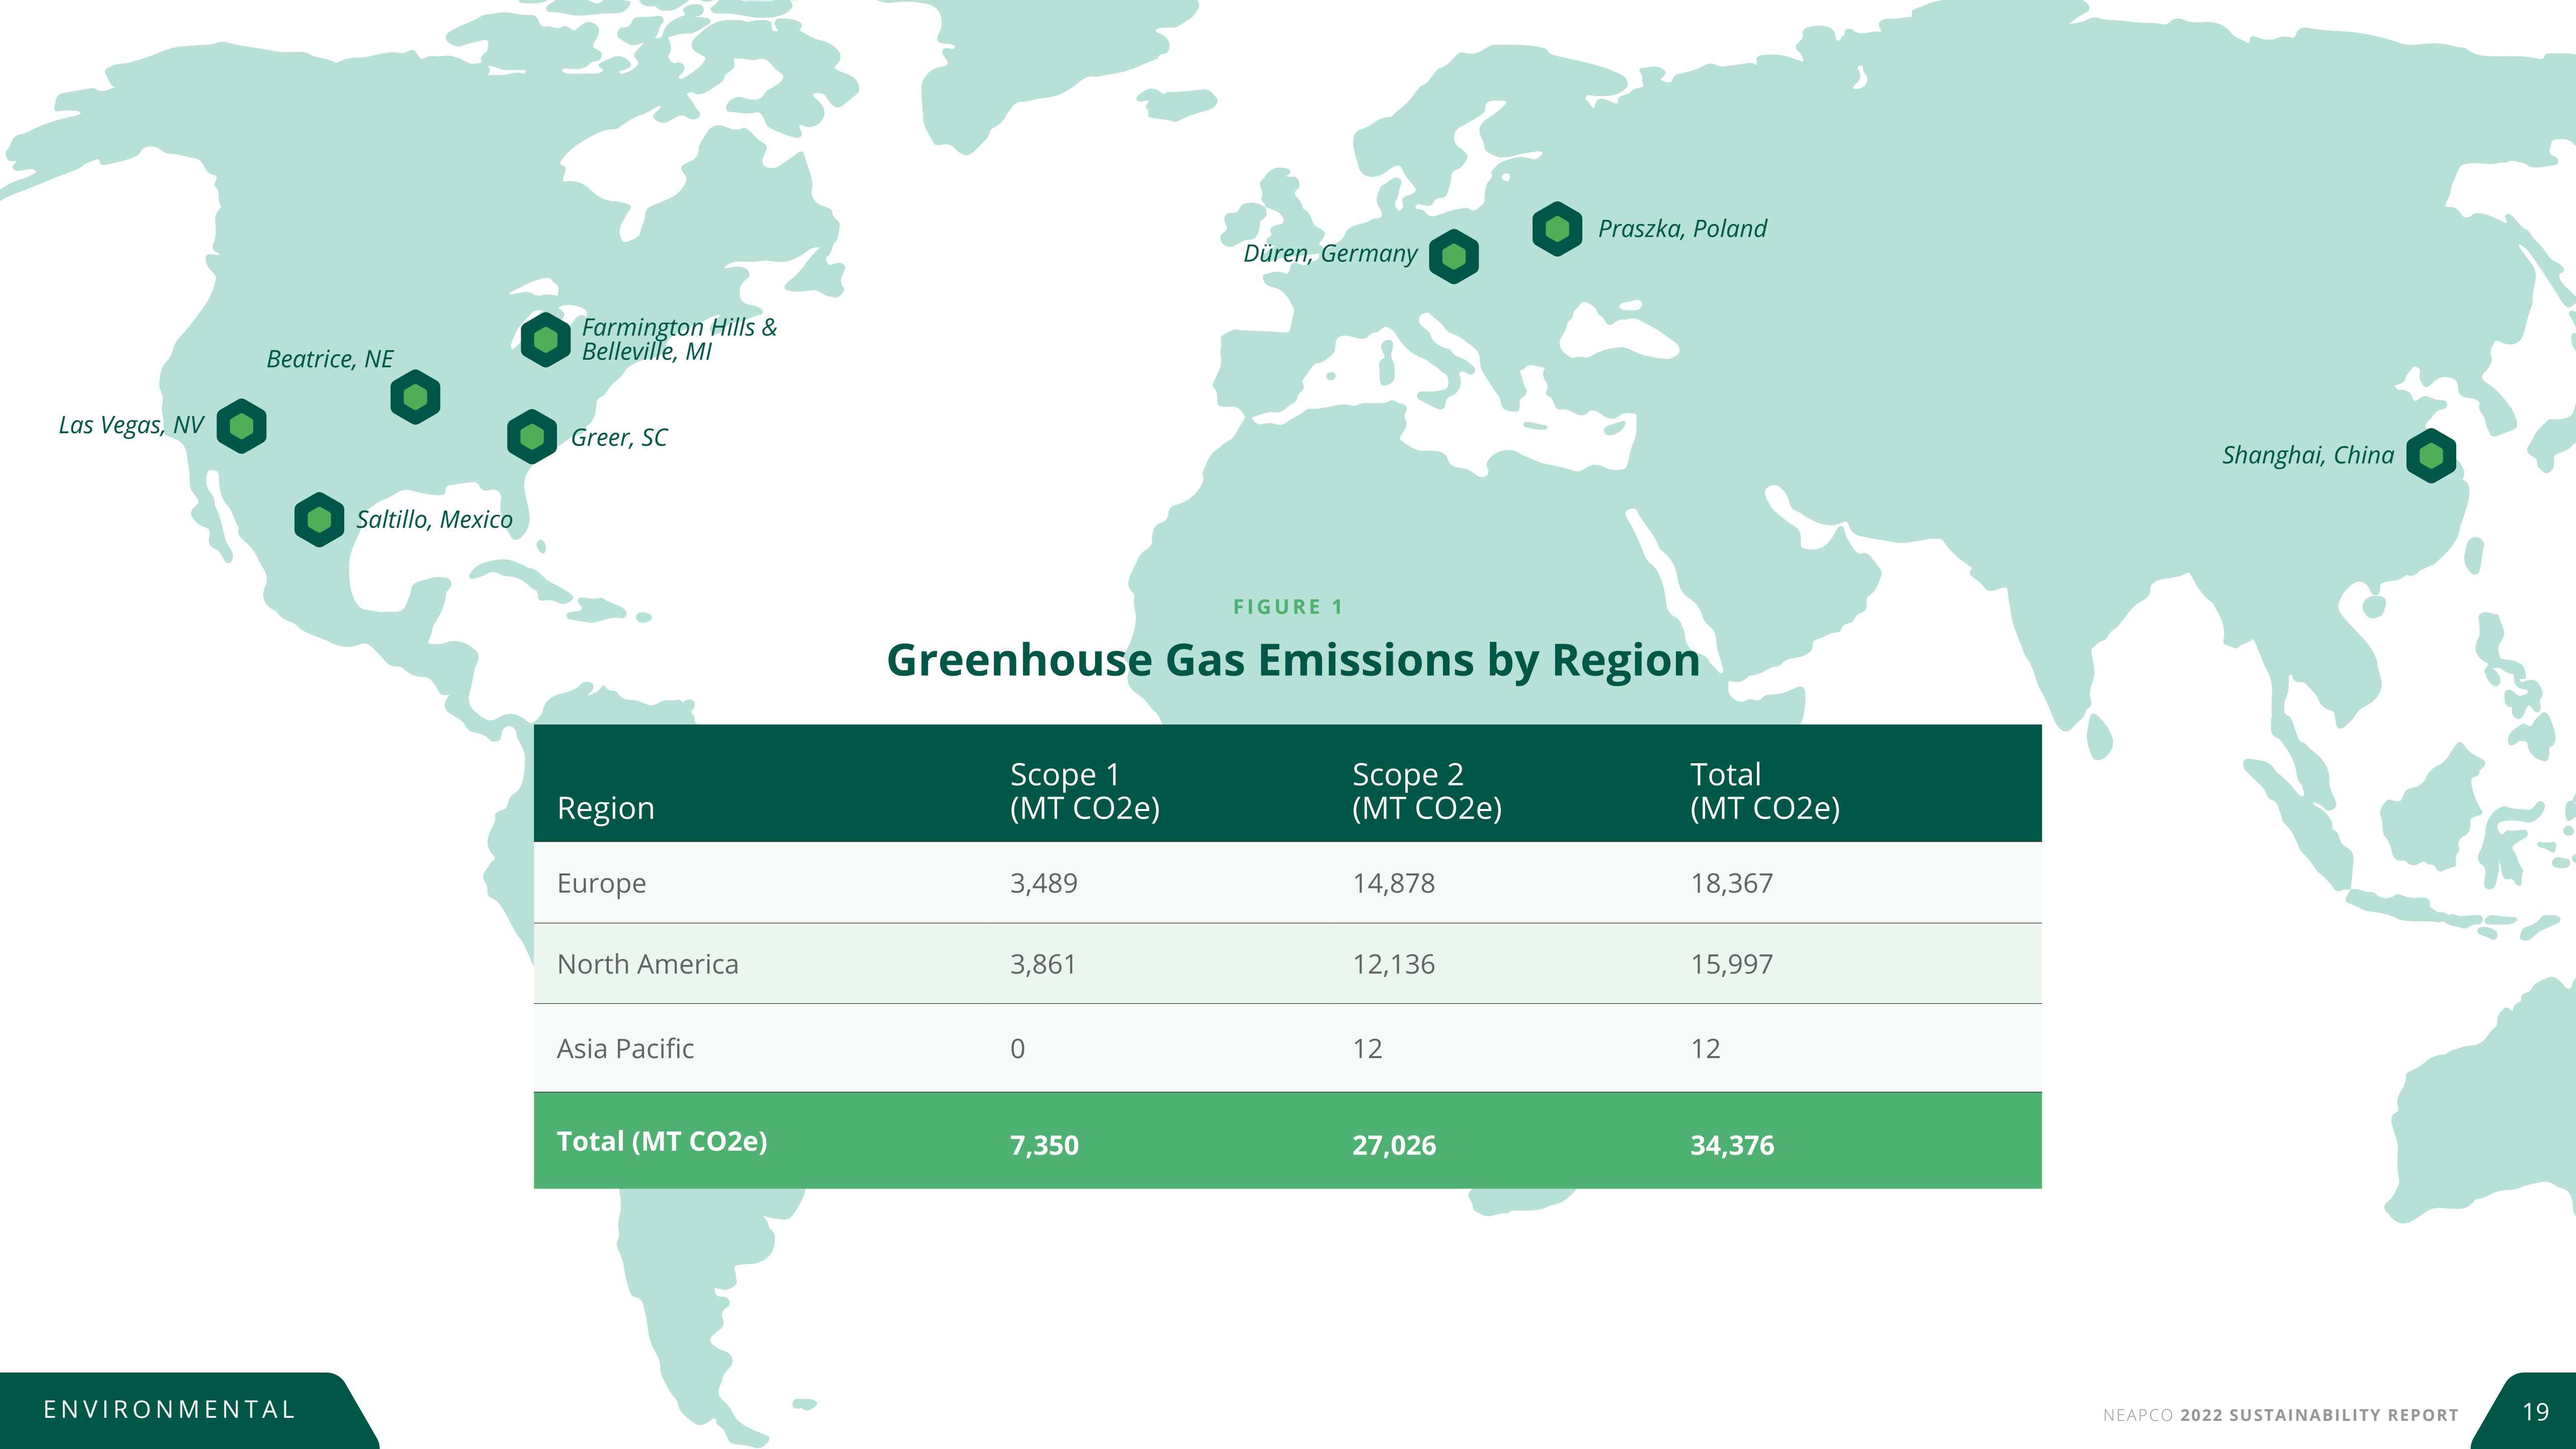 Praszka, Poland
Düren, Germany
Farmington Hills &
Belleville, MI
Beatrice, NE
Las Vegas, NV
Greer, SC
Shanghai, China
Saltillo, Mexico
FIGURE 1
Greenhouse Gas Emissions by Region
Region Scope 1 (MT CO2e) Scope 2 (MT CO2e) Total (MT CO2e)
Europe 3,489 14,878 18,367
North America 3,861 12,136 15,997
Asia Pacific 0 12 12
Total (MT CO2e) 7,350 27,026 34,376
ENVIRONMENTAL
NEAPCO 2022 SUSTAINABILITY REPORT
19